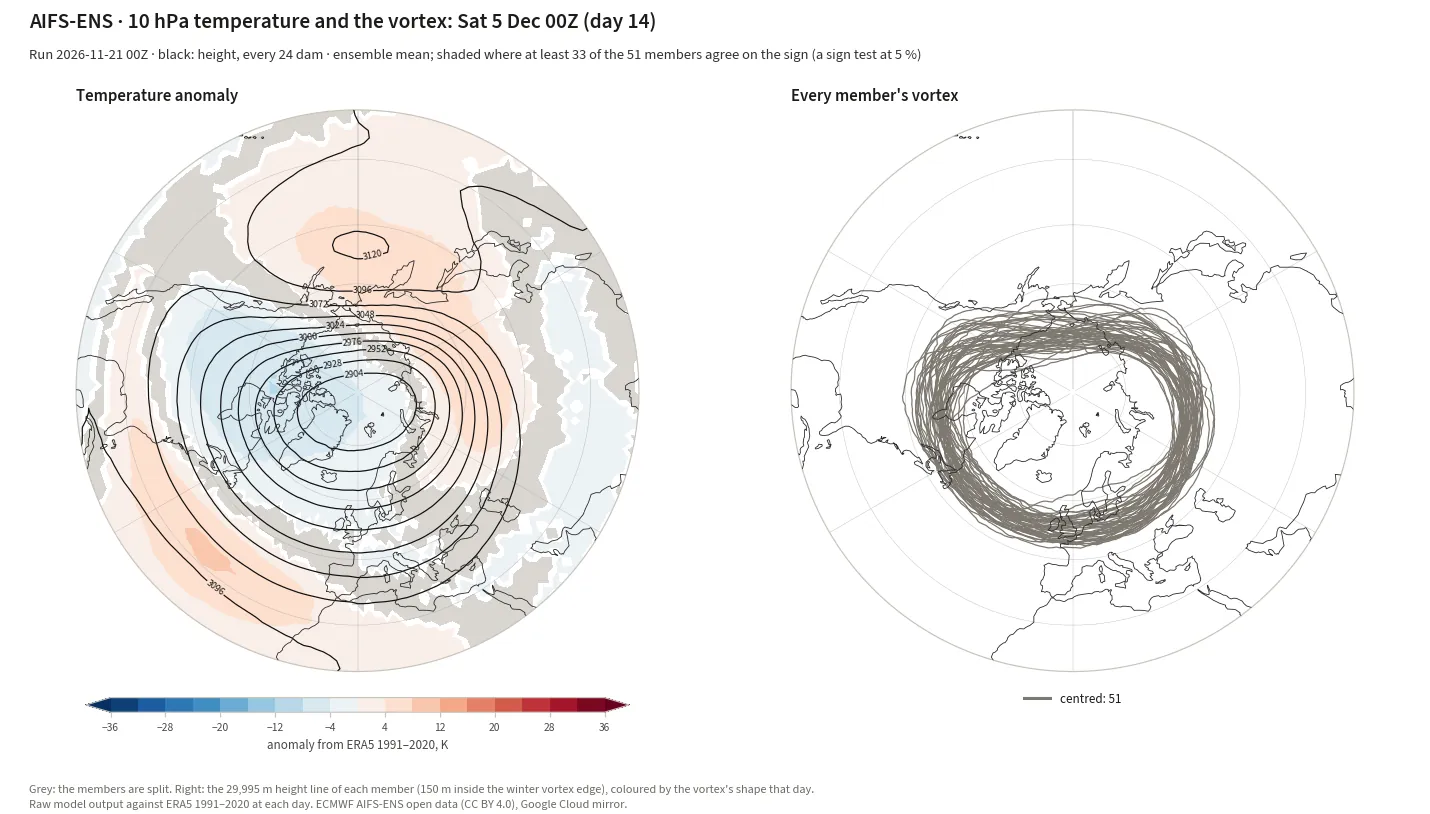 AIFS-ENS · 10 hPa temperature and the vortex: Sat 5 Dec 00Z (day 14)
Run 2026-11-21 00Z · black: height, every 24 dam · ensemble mean; shaded where at least 33 of the 51 members agree on the sign (a sign test at 5 %)
Temperature anomaly
Every member's vortex
3120
3096
3072
3048
3024
3000
2976
2952
2928
2904
3096
centred: 51
−36 −28 −20 −12 −4 4 12 20 28 36
anomaly from ERA5 1991–2020, K
Grey: the members are split. Right: the 29,995 m height line of each member (150 m inside the winter vortex edge), coloured by the vortex's shape that day.
Raw model output against ERA5 1991–2020 at each day. ECMWF AIFS-ENS open data (CC BY 4.0), Google Cloud mirror.